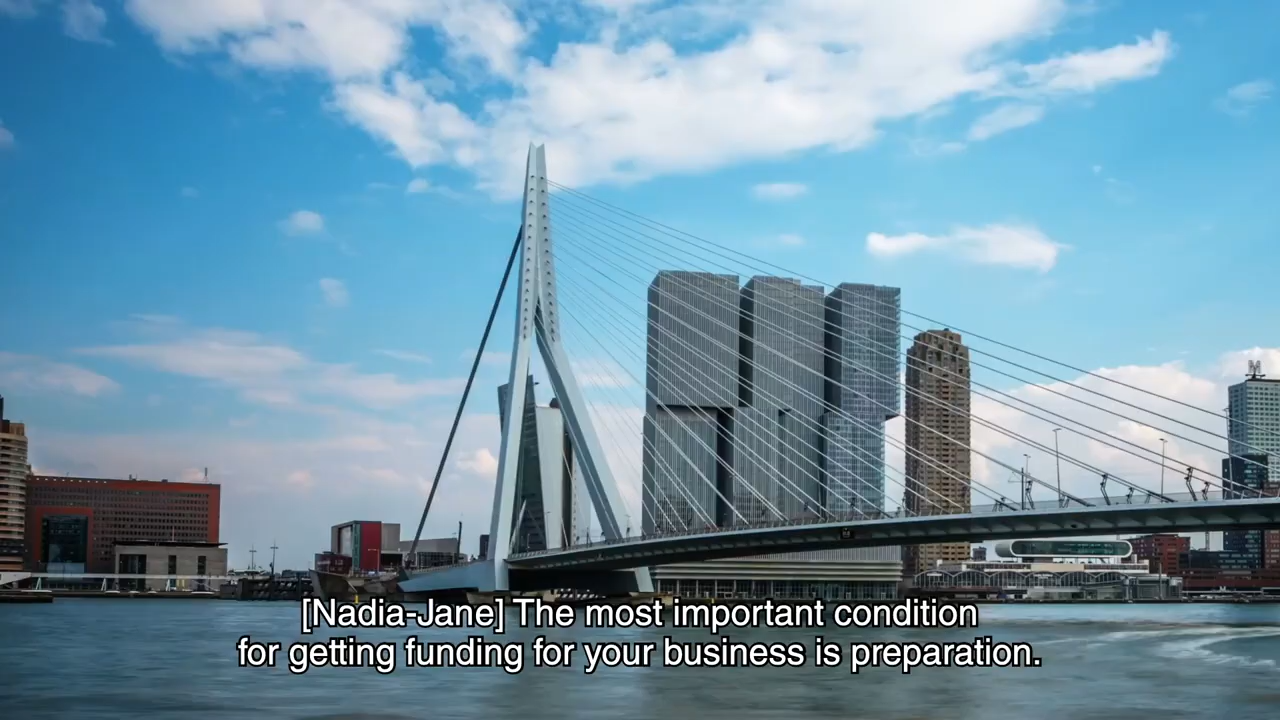 [Nadia-Jane] The most important condition
for getting funding for your business is preparation.